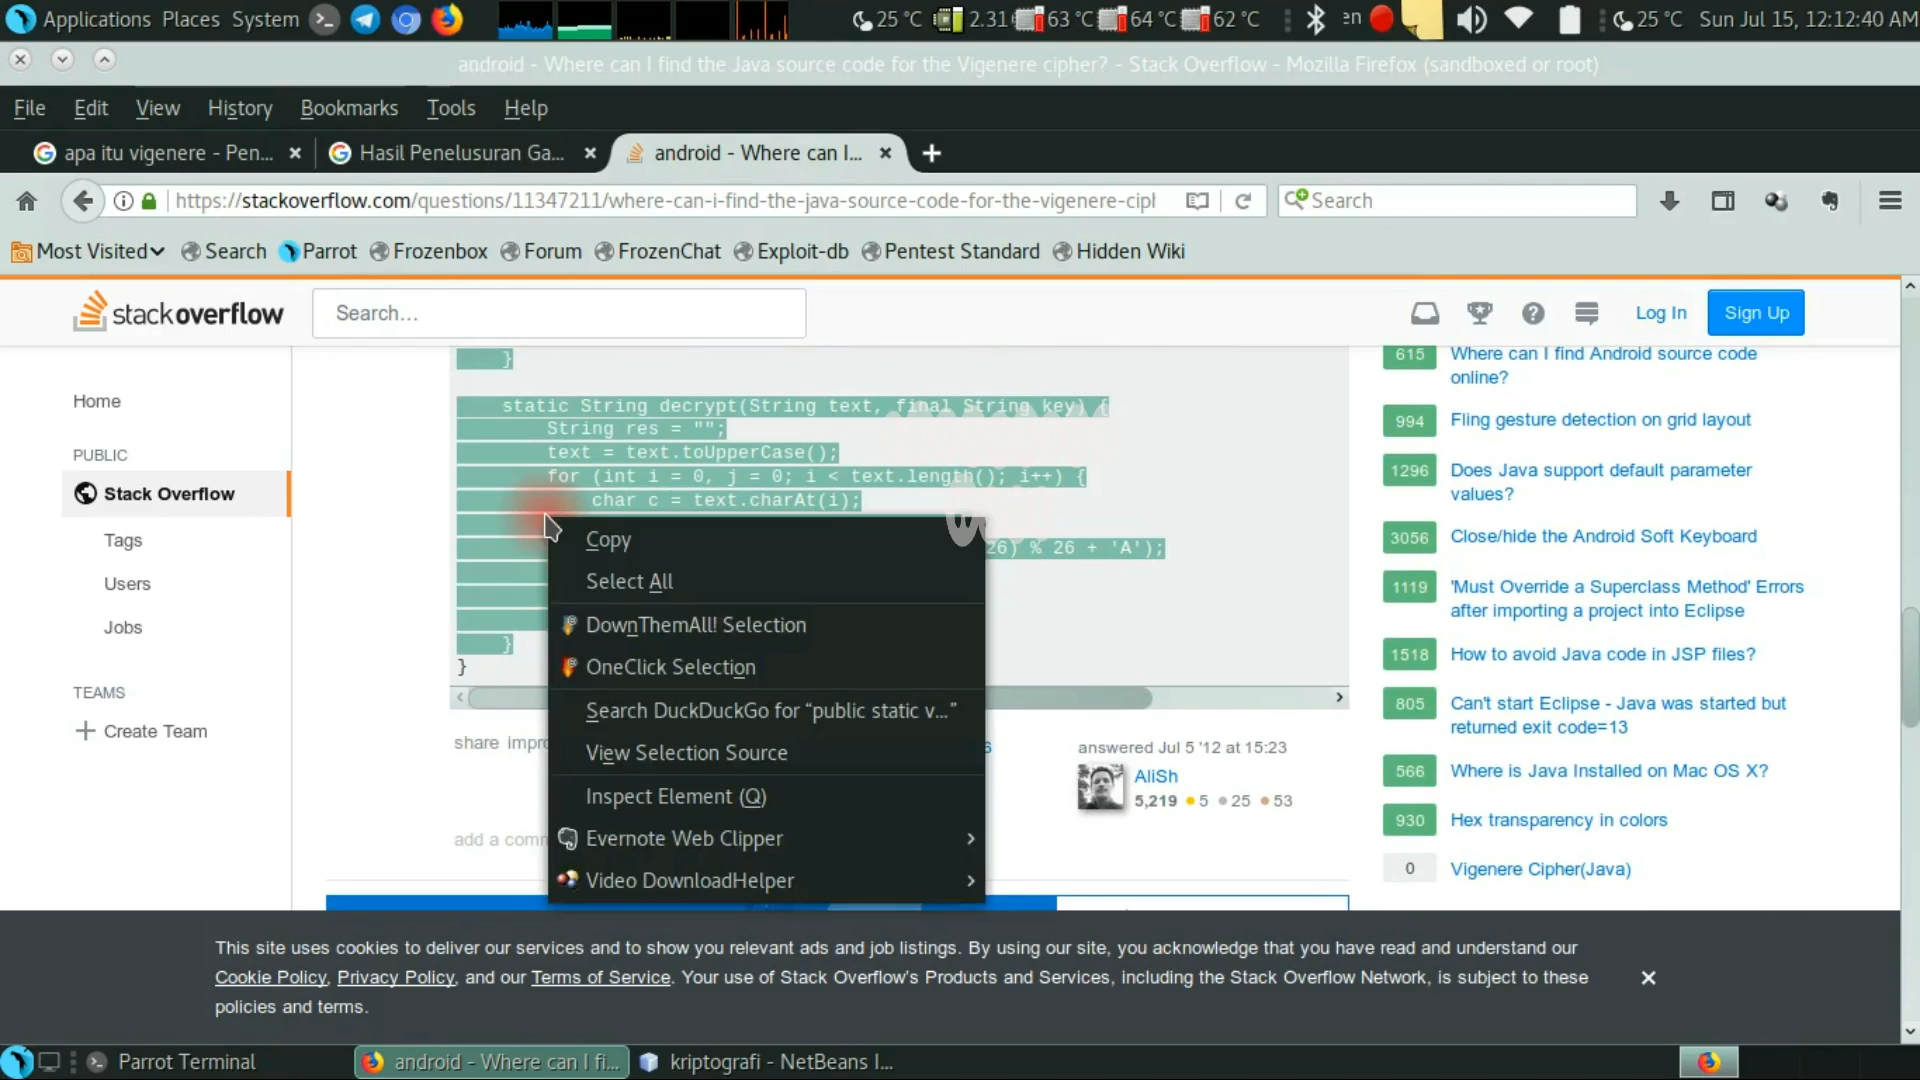 Applications Places System
25 °C 2.31 63 °C 64 °C 62 °C en 25 °C Sun Jul 15, 12:12:40 AM
android - Where can I find the Java source code for the Vigenere cipher? - Stack Overflow - Mozilla Firefox (sandboxed or root)
File Edit View History Bookmarks Tools Help
apa itu vigenere - Pen... Hasil Penelusuran Ga... android - Where can I...
https://stackoverflow.com/questions/11347211/where-can-i-find-the-java-source-code-for-the-vigenere-cipl
Search
Most Visited Search Parrot Frozenbox Forum FrozenChat Exploit-db Pentest Standard Hidden Wiki
stackoverflow
Search...
Log In
Sign Up
Home
PUBLIC
Stack Overflow
Tags
Users
Jobs
TEAMS
Create Team
}
static String decrypt(String text, final String key) {
String res = "";
text = text.toUpperCase();
for (int i = 0, j = 0; i < text.length(); i++) {
char c = text.charAt(i);
26) % 26 + 'A');
}
}
Copy
Select All
DownThemAll! Selection
OneClick Selection
Search DuckDuckGo for “public static v...”
View Selection Source
Inspect Element (Q)
Evernote Web Clipper
Video DownloadHelper
share impro
answered Jul 5 '12 at 15:23
AliSh
5,219 5 25 53
add a comm
615 Where can I find Android source code
online?
994 Fling gesture detection on grid layout
1296 Does Java support default parameter
values?
3056 Close/hide the Android Soft Keyboard
1119 'Must Override a Superclass Method' Errors
after importing a project into Eclipse
1518 How to avoid Java code in JSP files?
805 Can't start Eclipse - Java was started but
returned exit code=13
566 Where is Java Installed on Mac OS X?
930 Hex transparency in colors
0 Vigenere Cipher(Java)
This site uses cookies to deliver our services and to show you relevant ads and job listings. By using our site, you acknowledge that you have read and understand our
Cookie Policy, Privacy Policy, and our Terms of Service. Your use of Stack Overflow’s Products and Services, including the Stack Overflow Network, is subject to these
policies and terms.
Parrot Terminal android - Where can I fi... kriptografi - NetBeans I...